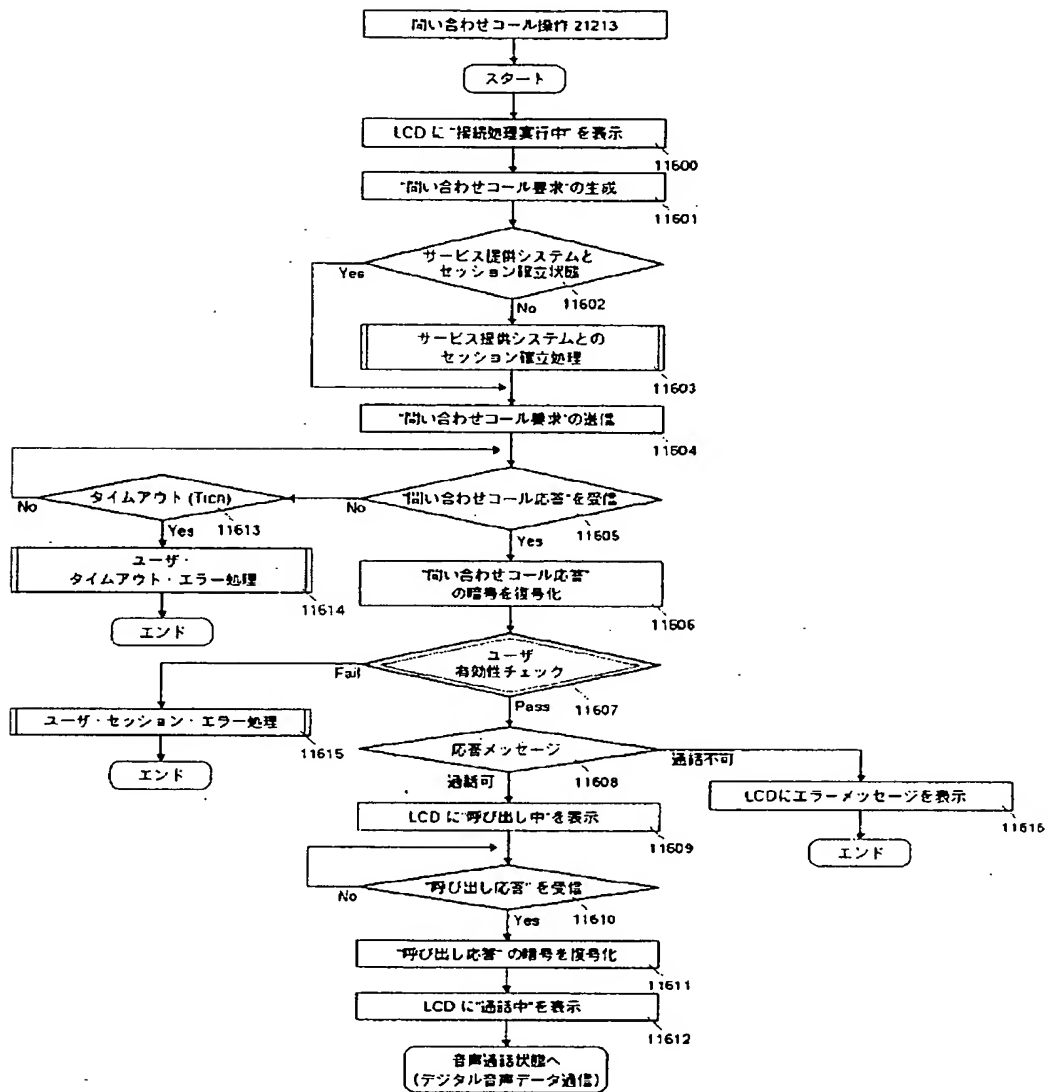 問い合わせコール操作 21213
スタート
LCD に "接続処理実行中" を表示
11600
"問い合わせコール要求"の生成
11601
サービス提供システムと
セッション確立状態
Yes
11602
No
サービス提供システムとの
セッション確立処理
11603
"問い合わせコール要求"の送信
11604
タイムアウト (Ticn)
"問い合わせコール応答"を受信
No
No
11613
11605
Yes
Yes
ユーザ・
タイムアウト・エラー処理
"問い合わせコール応答"
の暗号を復号化
11614
11606
エンド
ユーザ
有効性チェック
Fail
11607
Pass
ユーザ・セッション・エラー処理
11615
応答メッセージ
通話不可
エンド
11608
通話可
LCDにエラーメッセージを表示
LCD に"呼び出し中"を表示
11616
11609
エンド
"呼び出し応答" を受信
No
11610
Yes
"呼び出し応答" の暗号を復号化
11611
LCD に"通話中"を表示
11612
音声通話状態へ
(デジタル音声データ通信)